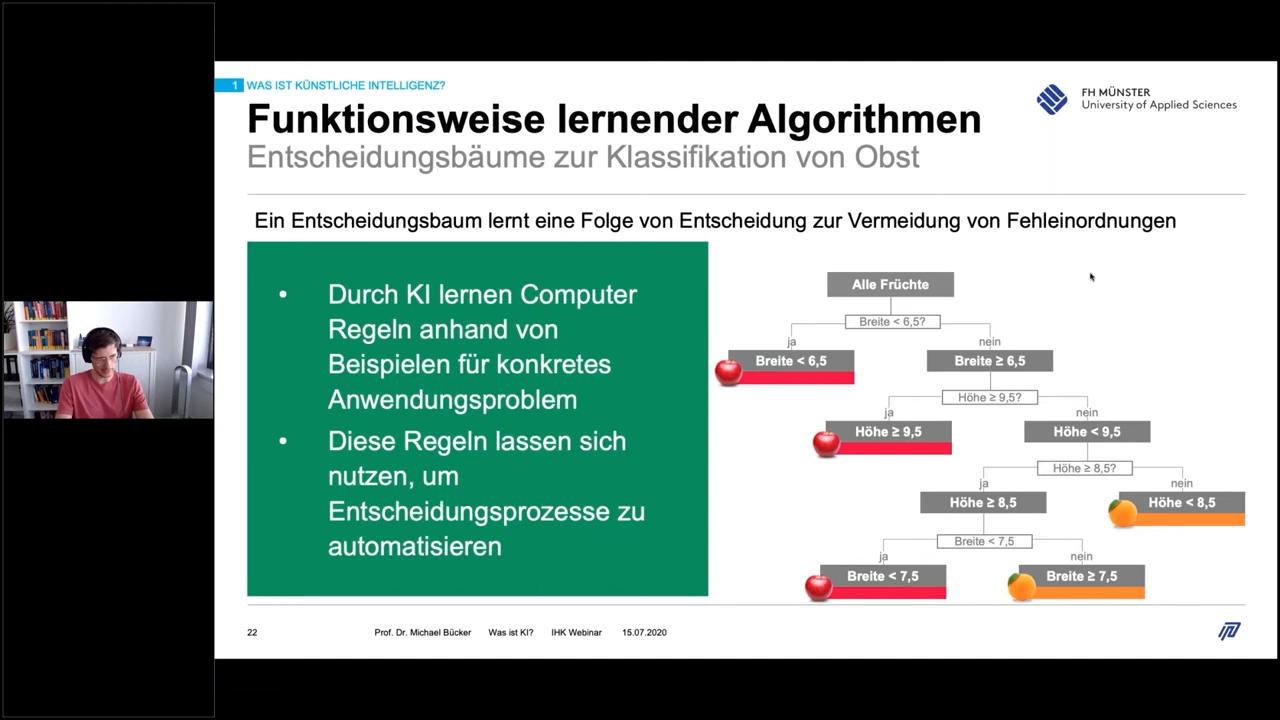 1 WAS IST KÜNSTLICHE INTELLIGENZ?
FH MÜNSTER
University of Applied Sciences
Funktionsweise lernender Algorithmen
Entscheidungsbäume zur Klassifikation von Obst
Ein Entscheidungsbaum lernt eine Folge von Entscheidung zur Vermeidung von Fehleinordnungen
• Durch KI lernen Computer
Regeln anhand von
Beispielen für konkretes
Anwendungsproblem
• Diese Regeln lassen sich
nutzen, um
Entscheidungsprozesse zu
automatisieren
Alle Früchte
Breite < 6,5?
ja nein
Breite < 6,5 Breite ≥ 6,5
Höhe ≥ 9,5?
ja nein
Höhe ≥ 9,5 Höhe < 9,5
Höhe ≥ 8,5?
ja nein
Höhe ≥ 8,5 Höhe < 8,5
Breite < 7,5
ja nein
Breite < 7,5 Breite ≥ 7,5
22 Prof. Dr. Michael Bücker Was ist KI? IHK Webinar 15.07.2020